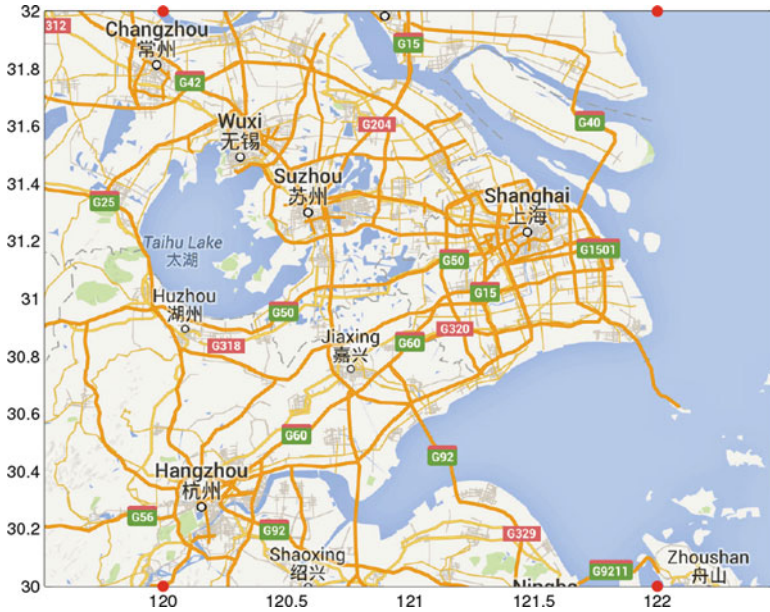 32
312
Changzhou
常州
G15
31.8
G42
G40
31.6
Wuxi
无锡
G204
31.4
Suzhou
苏州
G25
Shanghai
上海
31.2
Taihu Lake
太湖
G1501
G50
31
G15
Huzhou
湖州
G50
G320
30.8
G318
Jiaxing
嘉兴
G60
30.6
G60
30.4
Hangzhou
杭州
G92
30.2
G56
G92
G329
Shaoxing
绍兴
Zhoushan
舟山
G9211
30
120
120.5
121
121.5
122